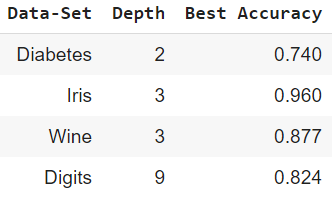 Data-Set Depth Best Accuracy
Diabetes 2 0.740
Iris 3 0.960
Wine 3 0.877
Digits 9 0.824